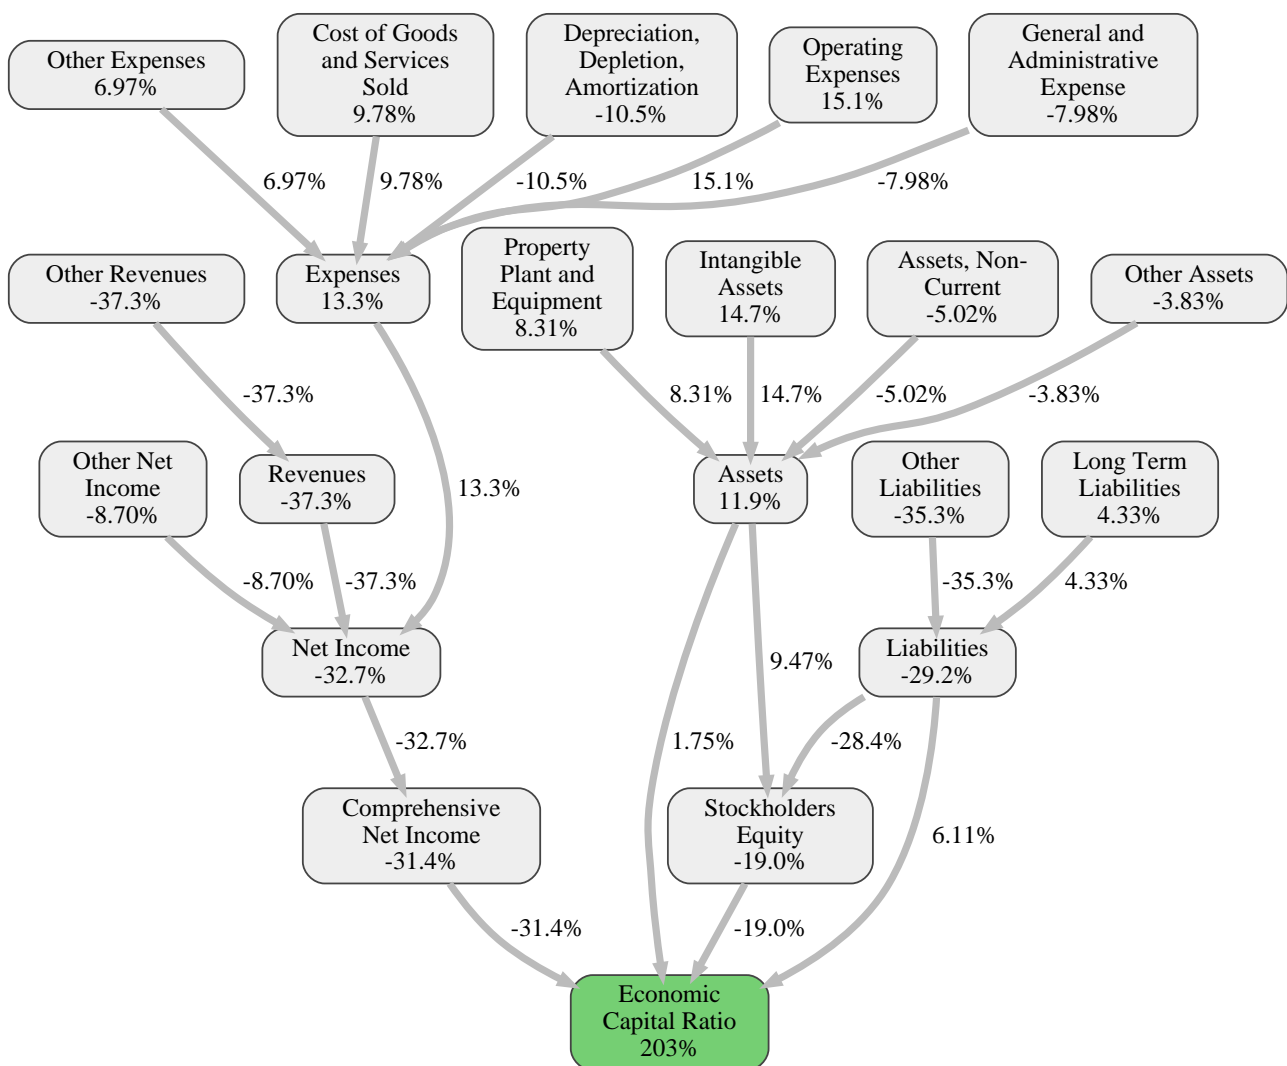 Other Expenses
6.97%
Cost of Goods
and Services
Sold
9.78%
Depreciation,
Depletion,
Amortization
-10.5%
Operating
Expenses
15.1%
General and
Administrative
Expense
-7.98%
6.97%
9.78%
-10.5%
15.1%
-7.98%
Other Revenues
-37.3%
Expenses
13.3%
Property
Plant and
Equipment
8.31%
Intangible
Assets
14.7%
Assets, Non-
Current
-5.02%
Other Assets
-3.83%
-37.3%
8.31%
14.7%
-5.02%
-3.83%
Other Net
Income
-8.70%
Revenues
-37.3%
13.3%
Assets
11.9%
Other
Liabilities
-35.3%
Long Term
Liabilities
4.33%
-8.70%
-37.3%
-35.3%
4.33%
Net Income
-32.7%
9.47%
Liabilities
-29.2%
-32.7%
1.75%
-28.4%
Comprehensive
Net Income
-31.4%
Stockholders
Equity
-19.0%
6.11%
-31.4%
-19.0%
Economic
Capital Ratio
203%